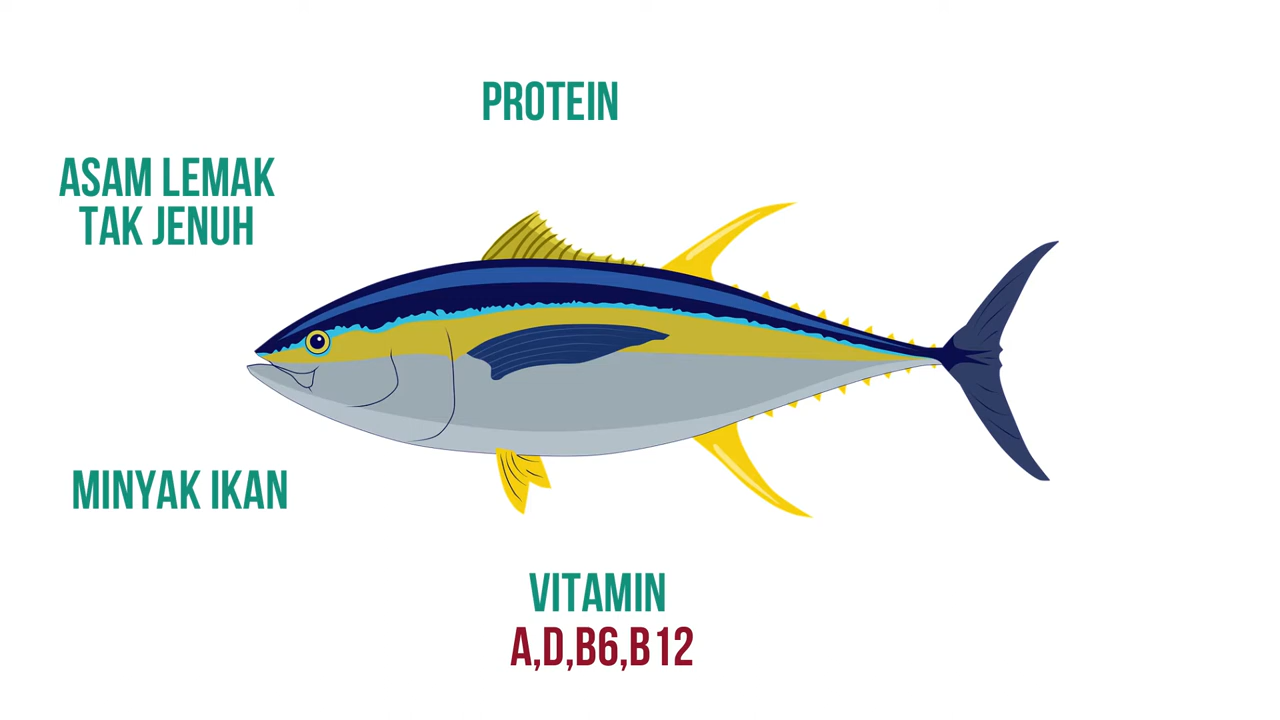 PROTEIN
ASAM LEMAK
TAK JENUH
MINYAK IKAN
VITAMIN
A,D,B6,B12